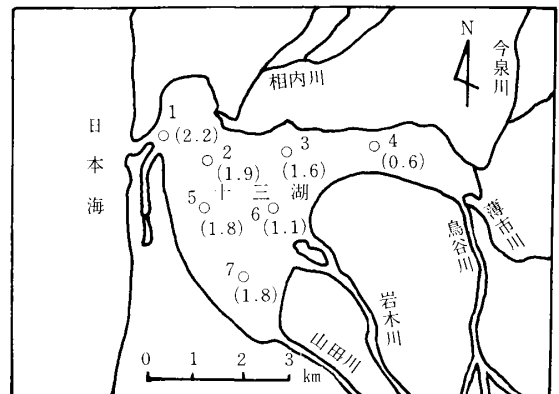 N
今泉川
相内川
日本海
1
(2.2)
2
(1.9)
3
(1.6)
4
(0.6)
十三湖
5
(1.8)
6
(1.1)
7
(1.8)
薄市川
鳥谷川
岩木川
山田川
0 1 2 3
km